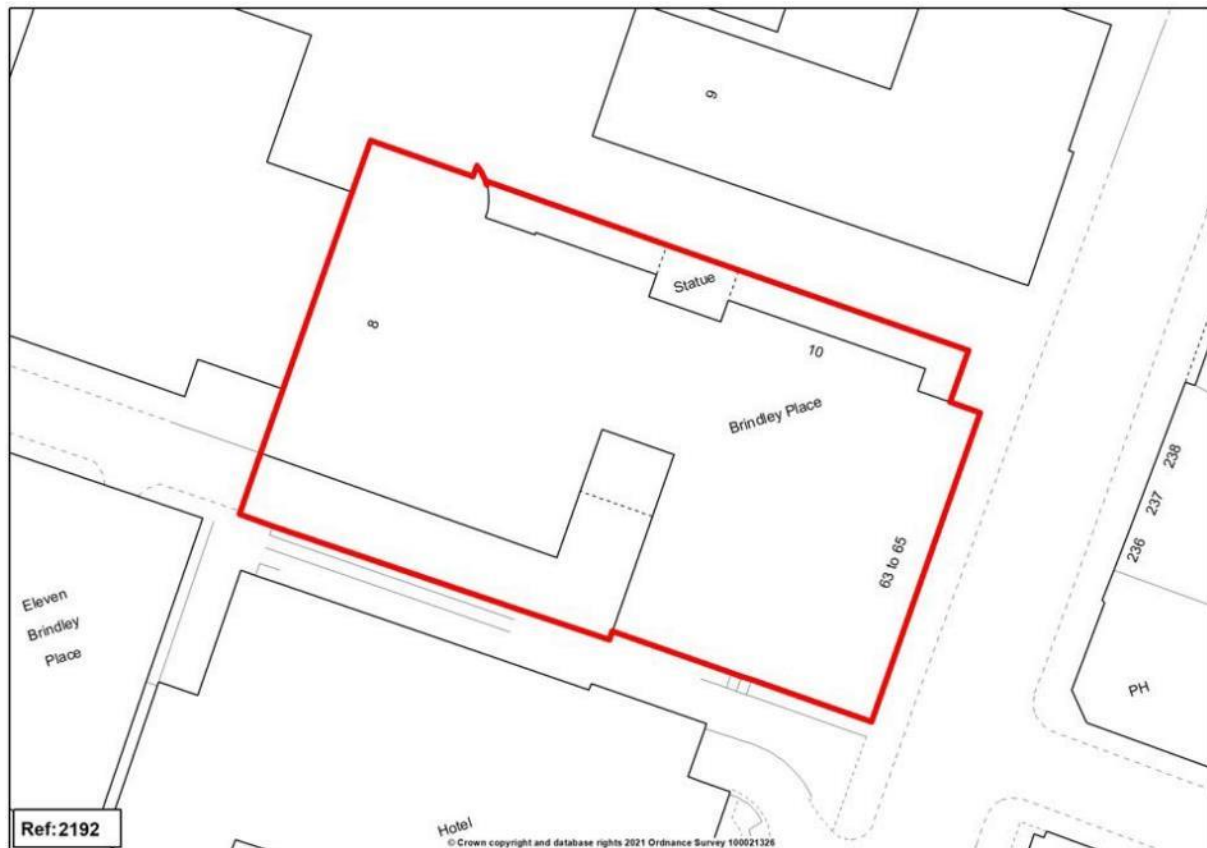 9
Statue
8
10
Brindley Place
238
237
236
63 to 65
Eleven
Brindley
Place
PH
Hotel
Ref:2192
© Crown copyright and database rights 2021 Ordnance Survey 100021326